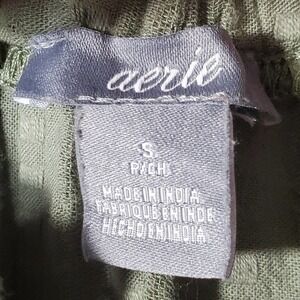 aerie
S
P/CH
MADE IN INDIA
FABRIQUE EN INDE
HECHO EN INDIA